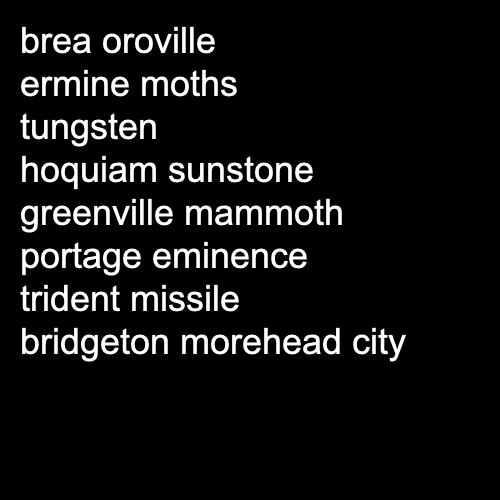 brea oroville
ermine moths
tungsten
hoquiam sunstone
greenville mammoth
portage eminence
trident missile
bridgeton morehead city